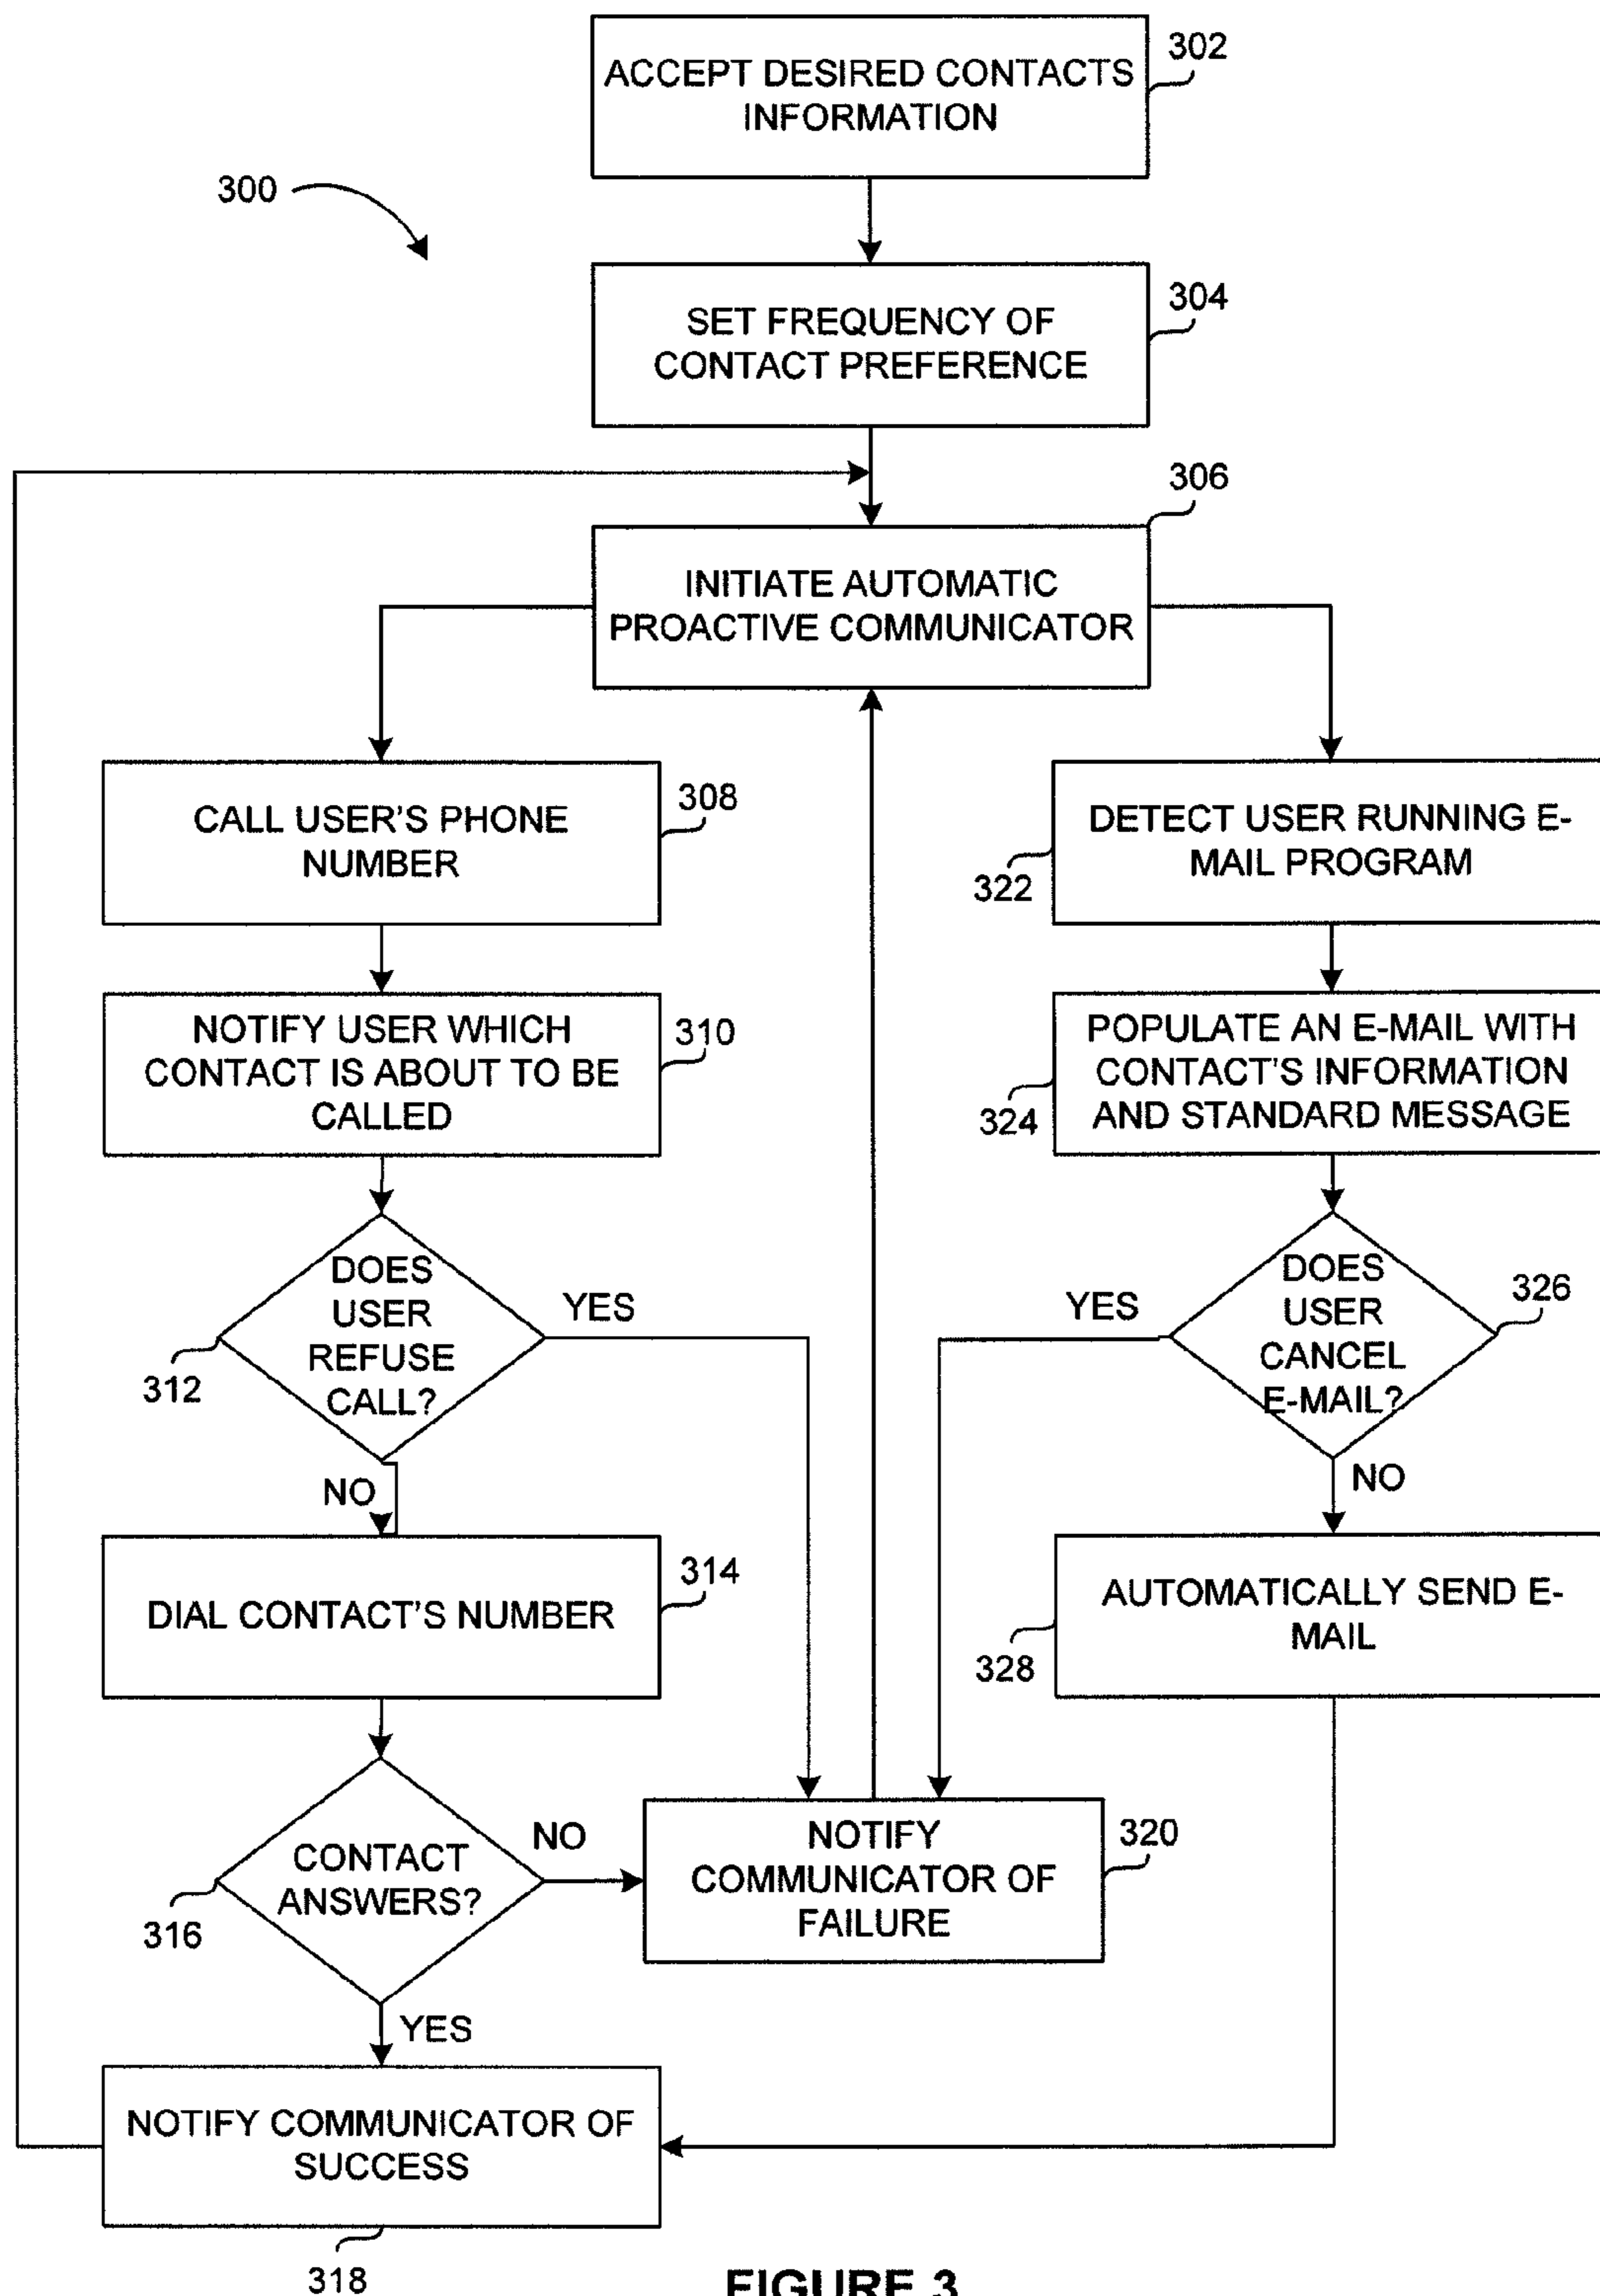 302
ACCEPT DESIRED CONTACTS
INFORMATION
300
304
SET FREQUENCY OF
CONTACT PREFERENCE
306
INITIATE AUTOMATIC
PROACTIVE COMMUNICATOR
308
CALL USER'S PHONE
NUMBER
DETECT USER RUNNING E-
MAIL PROGRAM
322
310
NOTIFY USER WHICH
CONTACT IS ABOUT TO BE
CALLED
POPULATE AN E-MAIL WITH
CONTACT'S INFORMATION
AND STANDARD MESSAGE
324
DOES
USER
REFUSE
CALL?
YES
312
NO
YES
DOES
USER
CANCEL
E-MAIL?
326
NO
314
DIAL CONTACT'S NUMBER
AUTOMATICALLY SEND E-
MAIL
328
CONTACT
ANSWERS?
NO
316
YES
NOTIFY
COMMUNICATOR OF
FAILURE
320
NOTIFY COMMUNICATOR OF
SUCCESS
318
FIGURE 3